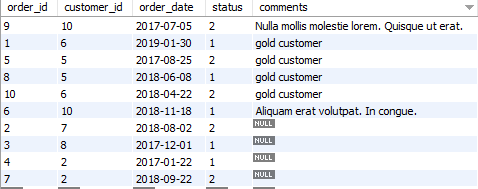 order_id customer_id order_date status comments
9 10 2017-07-05 2 Nulla mollis molestie lorem. Quisque ut erat.
1 6 2019-01-30 1 gold customer
5 5 2017-08-25 2 gold customer
8 5 2018-06-08 1 gold customer
10 6 2018-04-22 2 gold customer
6 10 2018-11-18 1 Aliquam erat volutpat. In congue.
2 7 2018-08-02 2 NULL
3 8 2017-12-01 1 NULL
4 2 2017-01-22 1 NULL
7 2 2018-09-22 2 NULL